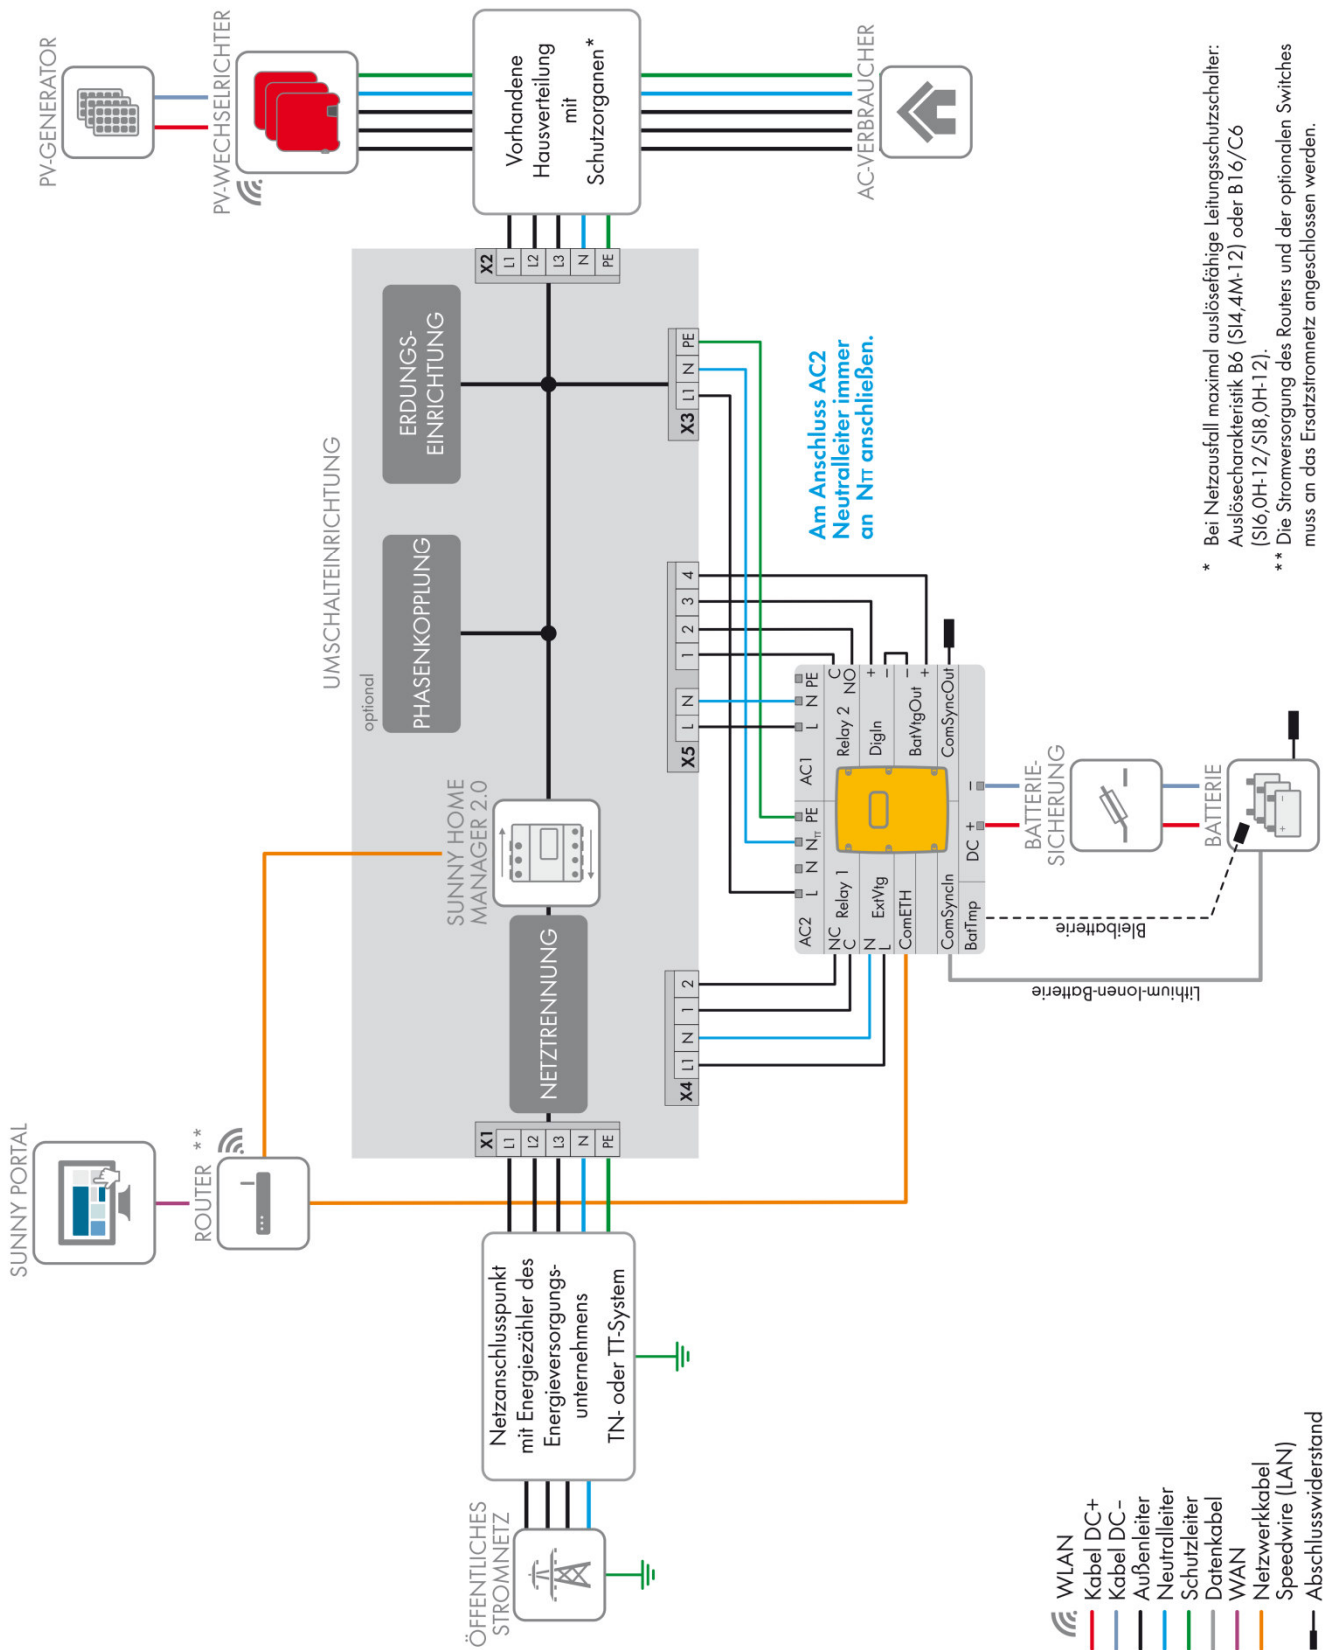 SUNNY PORTAL
ROUTER **
PV-GENERATOR
PV-WECHSELRICHTER
UMSCHALTEINRICHTUNG
SUNNY HOME
MANAGER 2.0
optional
PHASENKOPPLUNG
ERDUNGS-
EINRICHTUNG
NETZTRENNUNG
ÖFFENTLICHES
STROMNETZ
Netzanschlusspunkt
mit Energiezähler des
Energieversorgungs-
unternehmens
TN- oder TT-System
X1
L1
L2
L3
N
PE
X2
L1
L2
L3
N
PE
Vorhandene
Hausverteilung
mit
Schutzorganen*
AC-VERBRAUCHER
X4
L1
N
1
2
X5
L
N
1
2
3
4
X3
L1
N
PE
Am Anschluss AC2
Neutralleiter immer
an NTT anschließen.
AC2
L
N
NTT
PE
AC1
L
N
PE
NC
C
Relay 1
Relay 2
C
NO
N
L
ExtVtg
DigIn
+
−
ComETH
BatVtgOut
−
+
ComSyncIn
ComSyncOut
BatTmp
DC
+
−
Bleibatterie
Lithium-Ionen-Batterie
BATTERIE-
SICHERUNG
BATTERIE
WLAN
Kabel DC+
Kabel DC-
Außenleiter
Neutralleiter
Schutzleiter
Datenkabel
WAN
Netzwerkkabel
Speedwire (LAN)
Abschlusswiderstand
* Bei Netzausfall maximal auslösefähige Leitungsschutzschalter:
Auslösecharakteristik B6 (SI4,4M-12) oder B16/C6
(SI6,0H-12/SI8,0H-12).
** Die Stromversorgung des Routers und der optionalen Switches
muss an das Ersatzstromnetz angeschlossen werden.